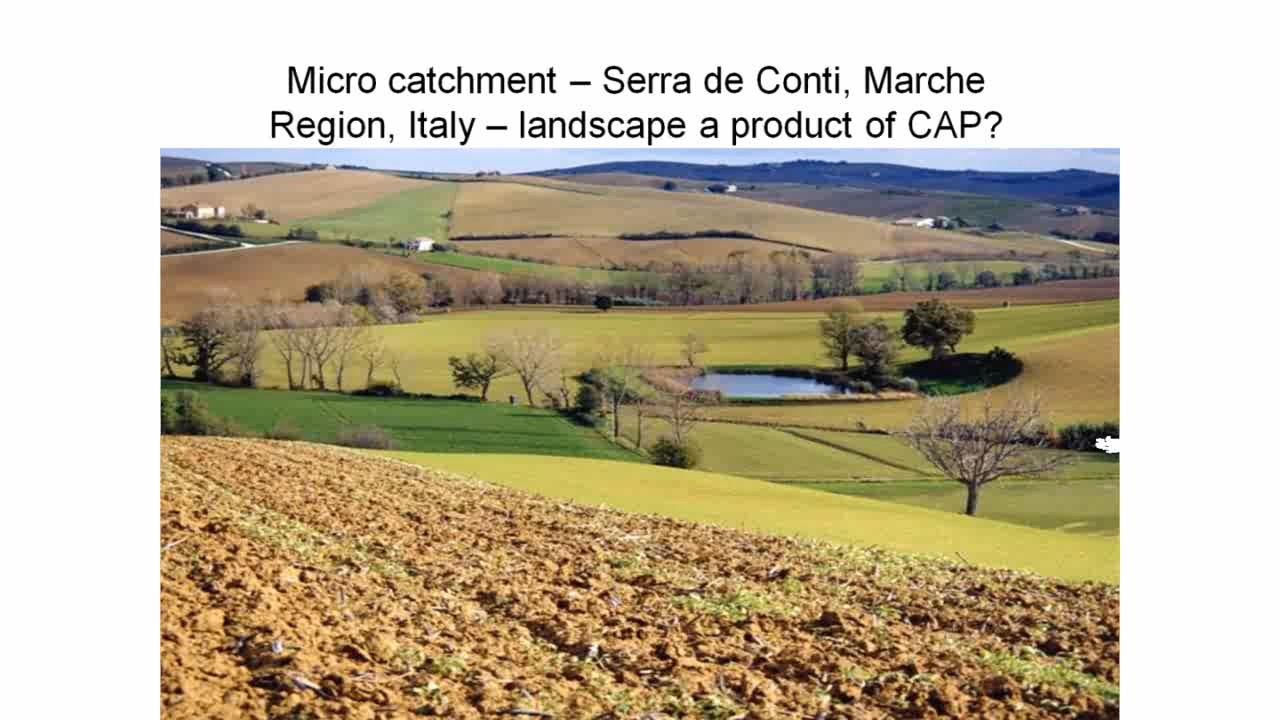 Micro catchment – Serra de Conti, Marche
Region, Italy – landscape a product of CAP?